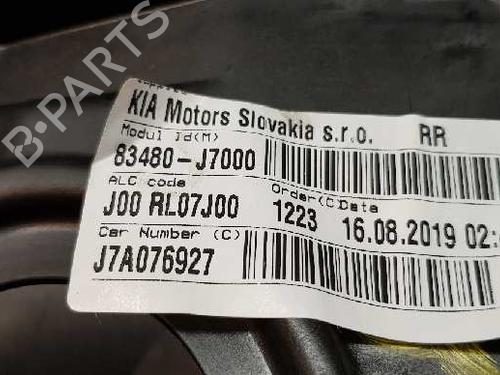 KIA Motors Slovakia s.r.o. RR
Modul Id(M)
83480-J7000
ALC code Order(C) Date
J00 RL07J00 1223 16.08.2019 02:
Car Number (C)
J7A076927